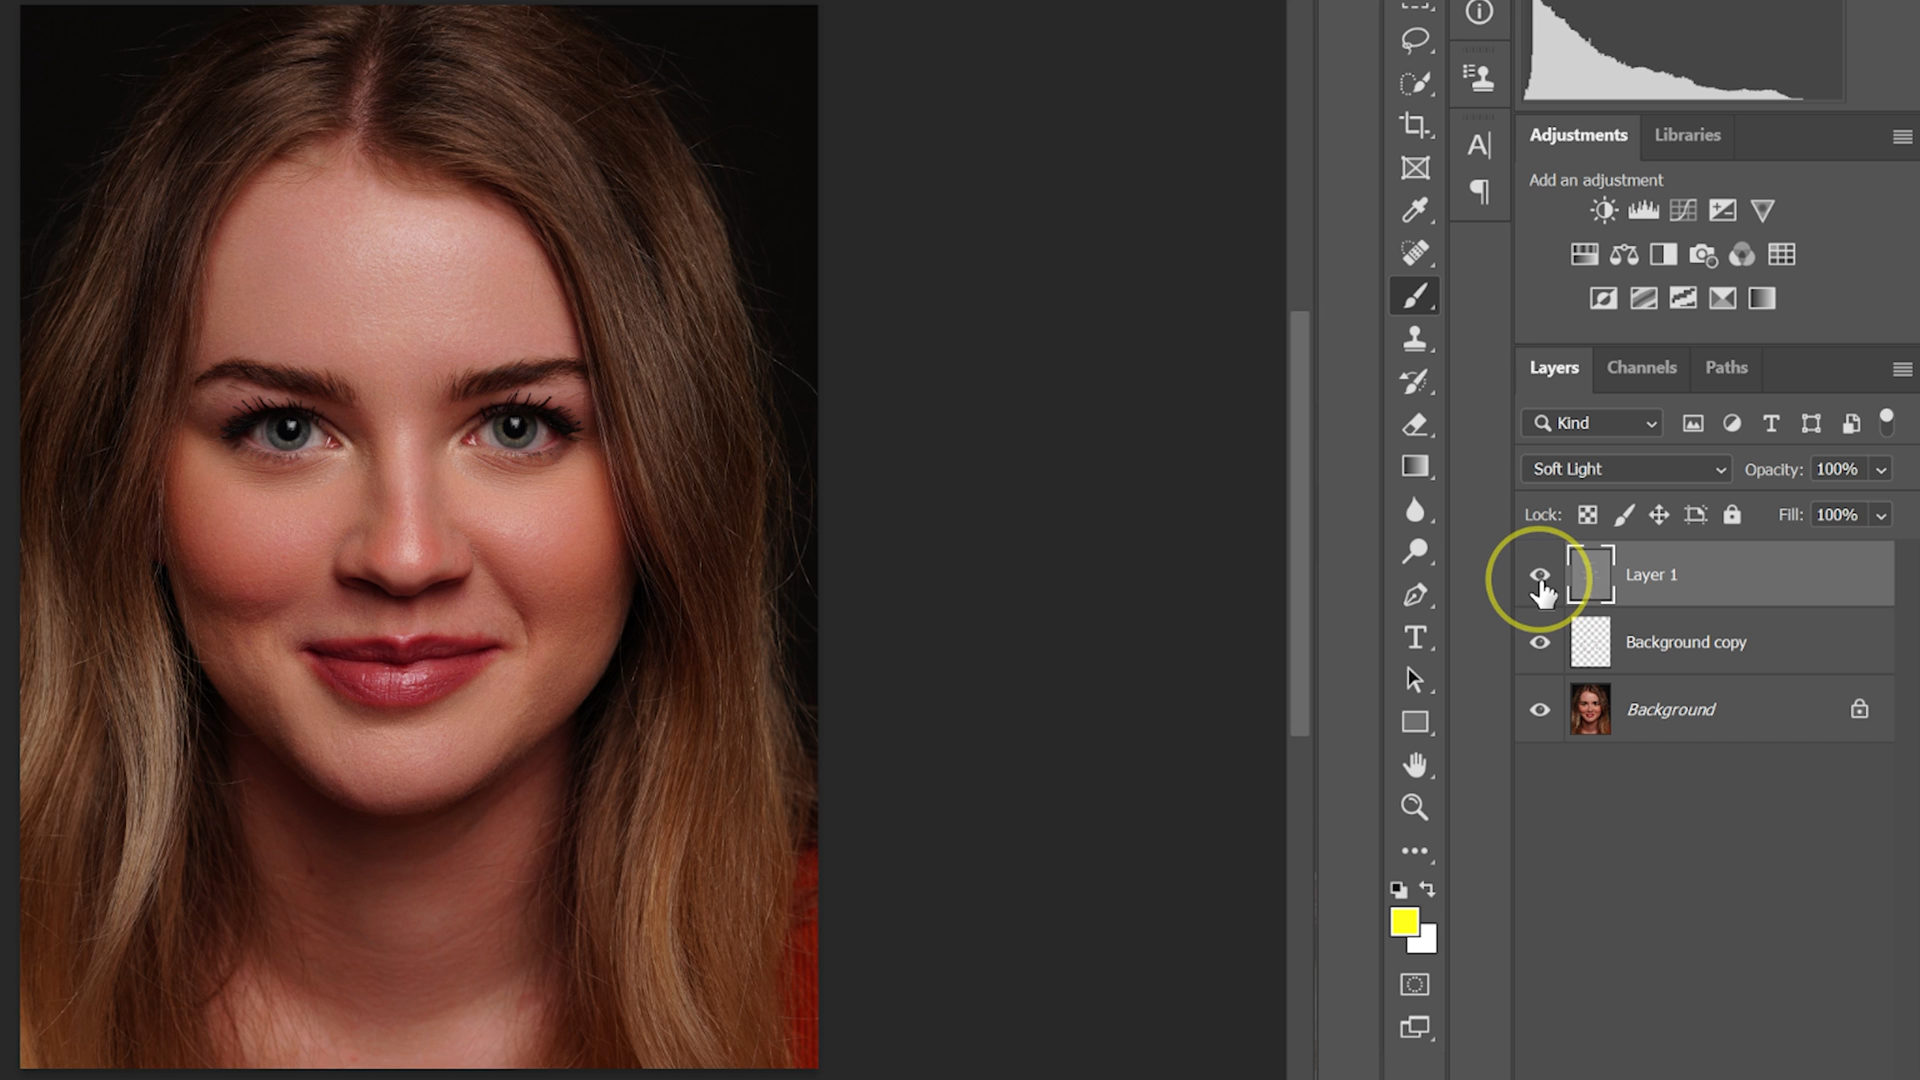 Adjustments
Libraries
Add an adjustment
Layers
Channels
Paths
Kind
Soft Light
Opacity: 100%
Lock:
Fill: 100%
Layer 1
Background copy
Background